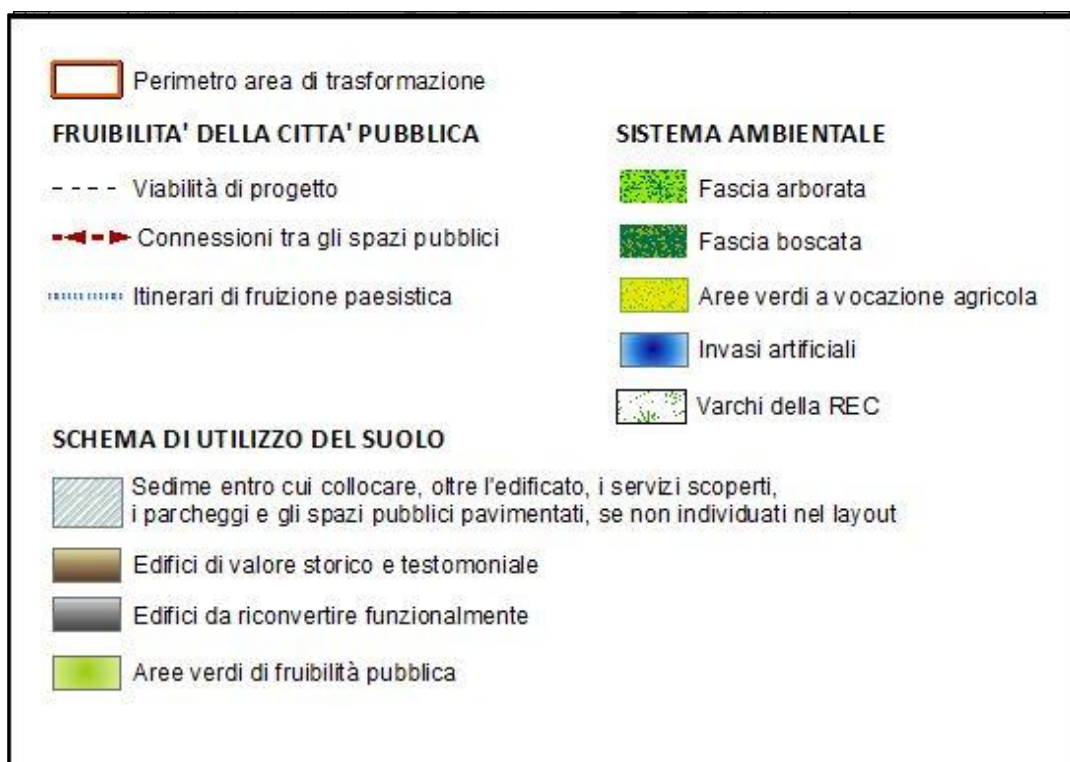 Perimetro area di trasformazione
FRUIBILITA' DELLA CITTA' PUBBLICA
Viabilità di progetto
Connessioni tra gli spazi pubblici
Itinerari di fruizione paesistica
SISTEMA AMBIENTALE
Fascia arborata
Fascia boscata
Aree verdi a vocazione agricola
Invasi artificiali
Varchi della REC
SCHEMA DI UTILIZZO DEL SUOLO
Sedime entro cui collocare, oltre l'edificato, i servizi scoperti,
i parcheggi e gli spazi pubblici pavimentati, se non individuati nel layout
Edifici di valore storico e testomoniale
Edifici da riconvertire funzionalmente
Aree verdi di fruibilità pubblica